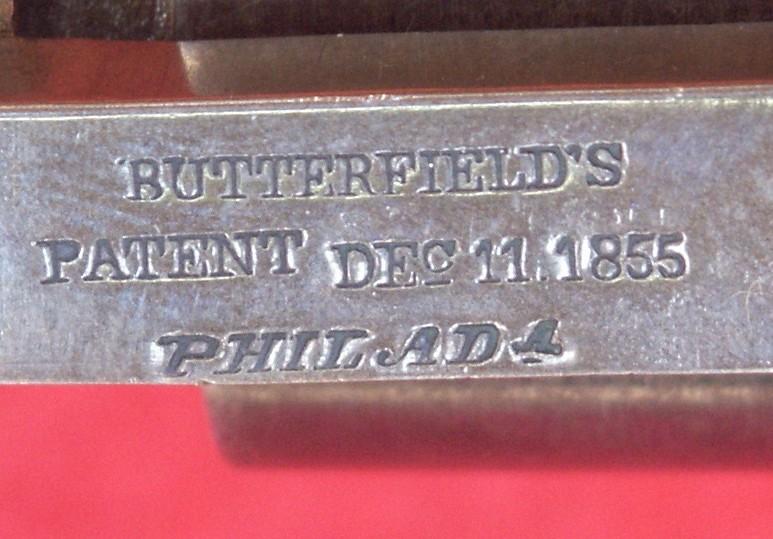 BUTTERFIELD'S
PATENT DEC 11. 1855
PHILADA